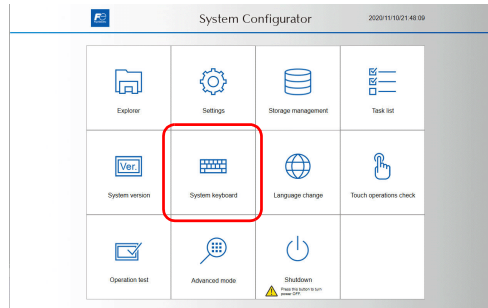 System Configurator
2020/11/10/21:48:09
Explorer
Settings
Storage management
Task list
Ver.
System version
System keyboard
Language change
Touch operations check
Operation test
Advanced mode
Shutdown
Press this button to turn
power OFF.